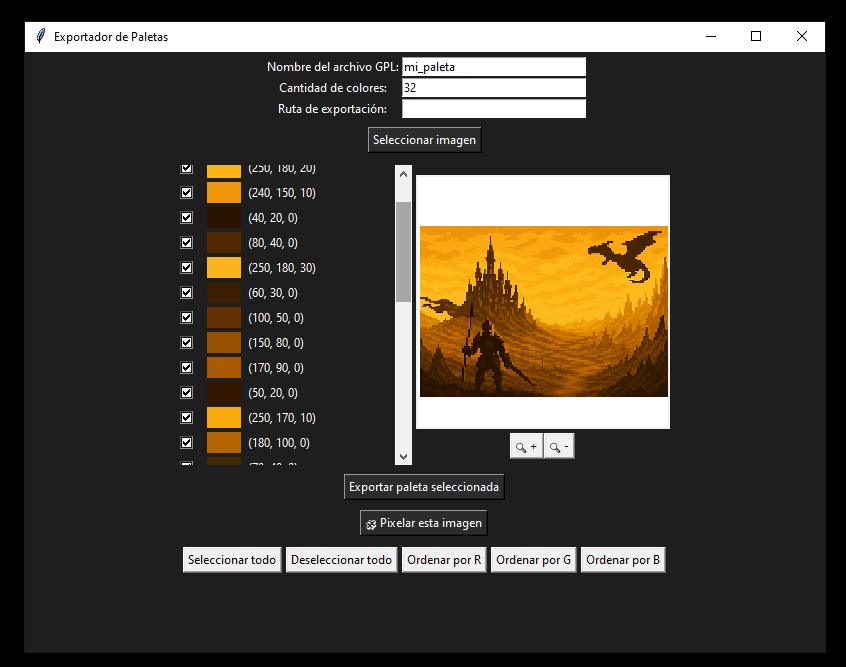 Exportador de Paletas
Nombre del archivo GPL: mi_paleta
Cantidad de colores: 32
Ruta de exportación:
Seleccionar imagen
(250, 180, 20)
(240, 150, 10)
(40, 20, 0)
(80, 40, 0)
(250, 180, 30)
(60, 30, 0)
(100, 50, 0)
(150, 80, 0)
(170, 90, 0)
(50, 20, 0)
(250, 170, 10)
(180, 100, 0)
+ -
Exportar paleta seleccionada
Pixelar esta imagen
Seleccionar todo Deseleccionar todo Ordenar por R Ordenar por G Ordenar por B